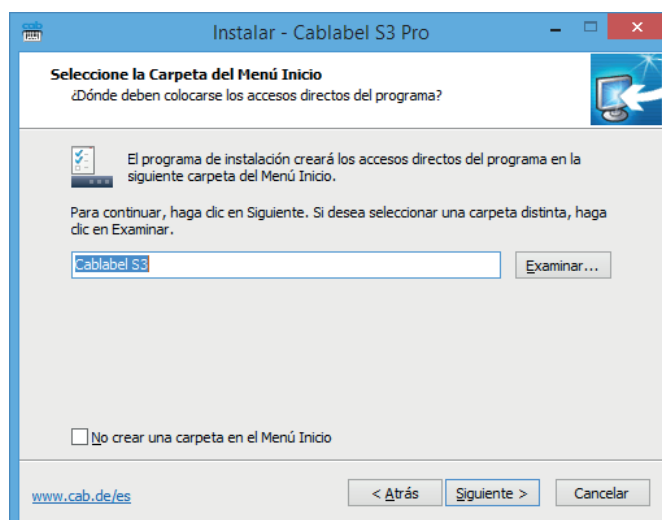 cab
Instalar - Cablabel S3 Pro
Seleccione la Carpeta del Menú Inicio
¿Dónde deben colocarse los accesos directos del programa?
El programa de instalación creará los accesos directos del programa en la
siguiente carpeta del Menú Inicio.
Para continuar, haga clic en Siguiente. Si desea seleccionar una carpeta distinta, haga
clic en Examinar.
Cablabel S3
Examinar...
No crear una carpeta en el Menú Inicio
www.cab.de/es
< Atrás
Siguiente >
Cancelar